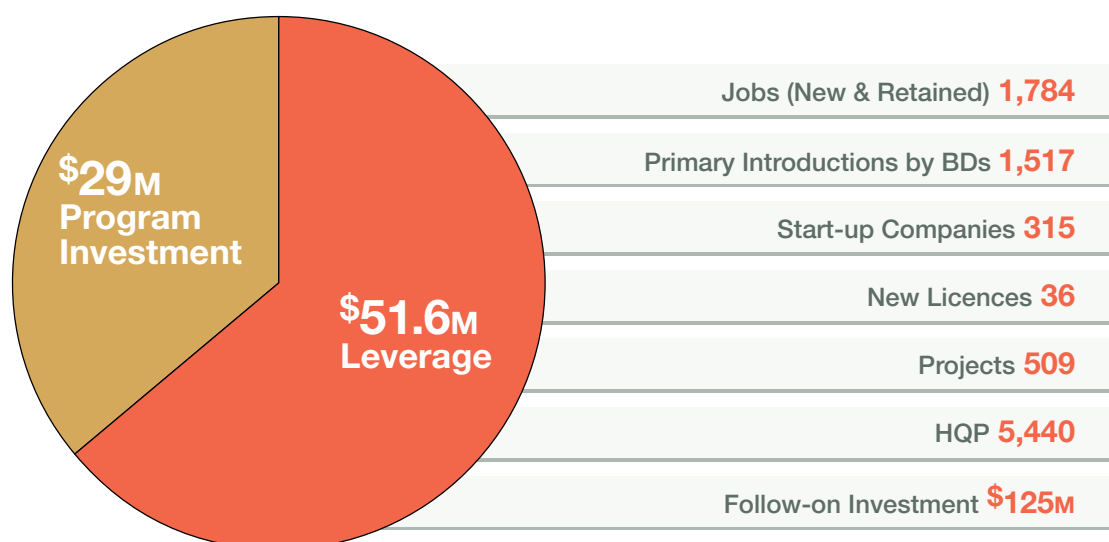 $29M
Program
Investment
$51.6M
Leverage
Jobs (New & Retained) 1,784
Primary Introductions by BDs 1,517
Start-up Companies 315
New Licences 36
Projects 509
HQP 5,440
Follow-on Investment $125M